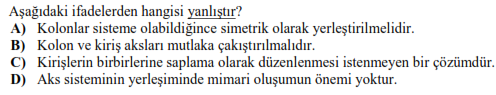 Aşağıdaki ifadelerden hangisi yanlıştır?
A) Kolonlar sisteme olabildiğince simetrik olarak yerleştirilmelidir.
B) Kolon ve kiriş aksları mutlaka çakıştırılmalıdır.
C) Kirişlerin birbirlerine saplama olarak düzenlenmesi istenmeyen bir çözümdür.
D) Aks sisteminin yerleşiminde mimari oluşumun önemi yoktur.